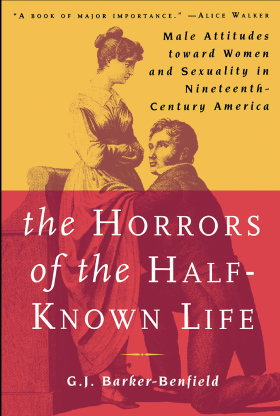 "A BOOK OF MAJOR IMPORTANCE." —ALICE WALKER
Male Attitudes
toward Women
and Sexuality in
Nineteenth-
Century America
the HORRORS
of the HALF-
KNOWN LIFE
G.J. Barker-Benfield